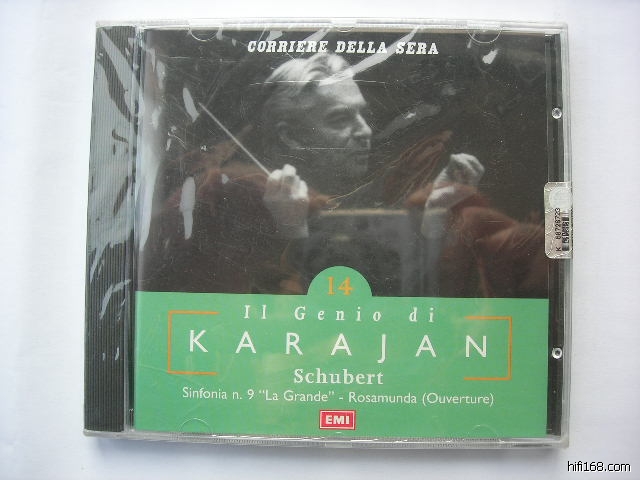 CORRIERE DELLA SERA
14
Il Genio di
KARAJAN
Schubert
Sinfonia n. 9 "La Grande" - Rosamunda (Ouverture)
EMI
hifi168.com